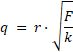 q = r · √(F/k)